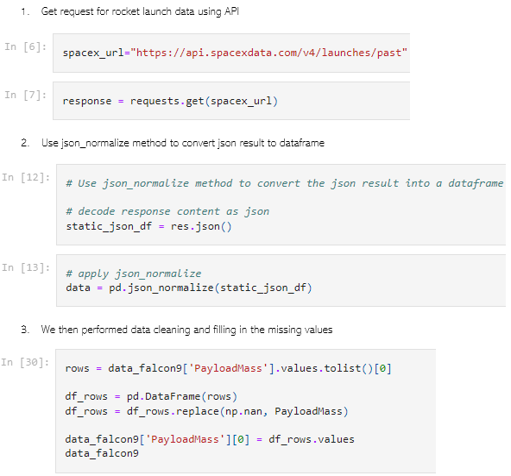 1. Get request for rocket launch data using API
In [6]: spacex_url="https://api.spacexdata.com/v4/launches/past"
In [7]: response = requests.get(spacex_url)
2. Use json_normalize method to convert json result to dataframe
In [12]: # Use json_normalize method to convert the json result into a dataframe
# decode response content as json
static_json_df = res.json()
In [13]: # apply json_normalize
data = pd.json_normalize(static_json_df)
3. We then performed data cleaning and filling in the missing values
In [30]: rows = data_falcon9['PayloadMass'].values.tolist()[0]
df_rows = pd.DataFrame(rows)
df_rows = df_rows.replace(np.nan, PayloadMass)
data_falcon9['PayloadMass'][0] = df_rows.values
data_falcon9